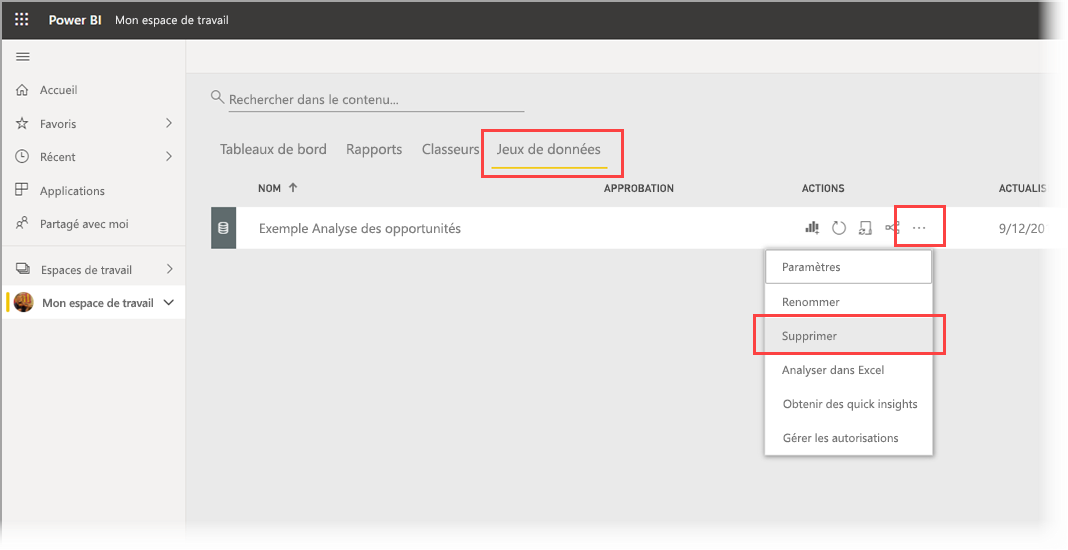 Power BI Mon espace de travail
Accueil
Favoris
Récent
Applications
Partagé avec moi
Espaces de travail
Mon espace de travail
Rechercher dans le contenu...
Tableaux de bord Rapports Classeurs Jeux de données
NOM APPROBATION ACTIONS ACTUALIS
Exemple Analyse des opportunités 9/12/20
Paramètres
Renommer
Supprimer
Analyser dans Excel
Obtenir des quick insights
Gérer les autorisations